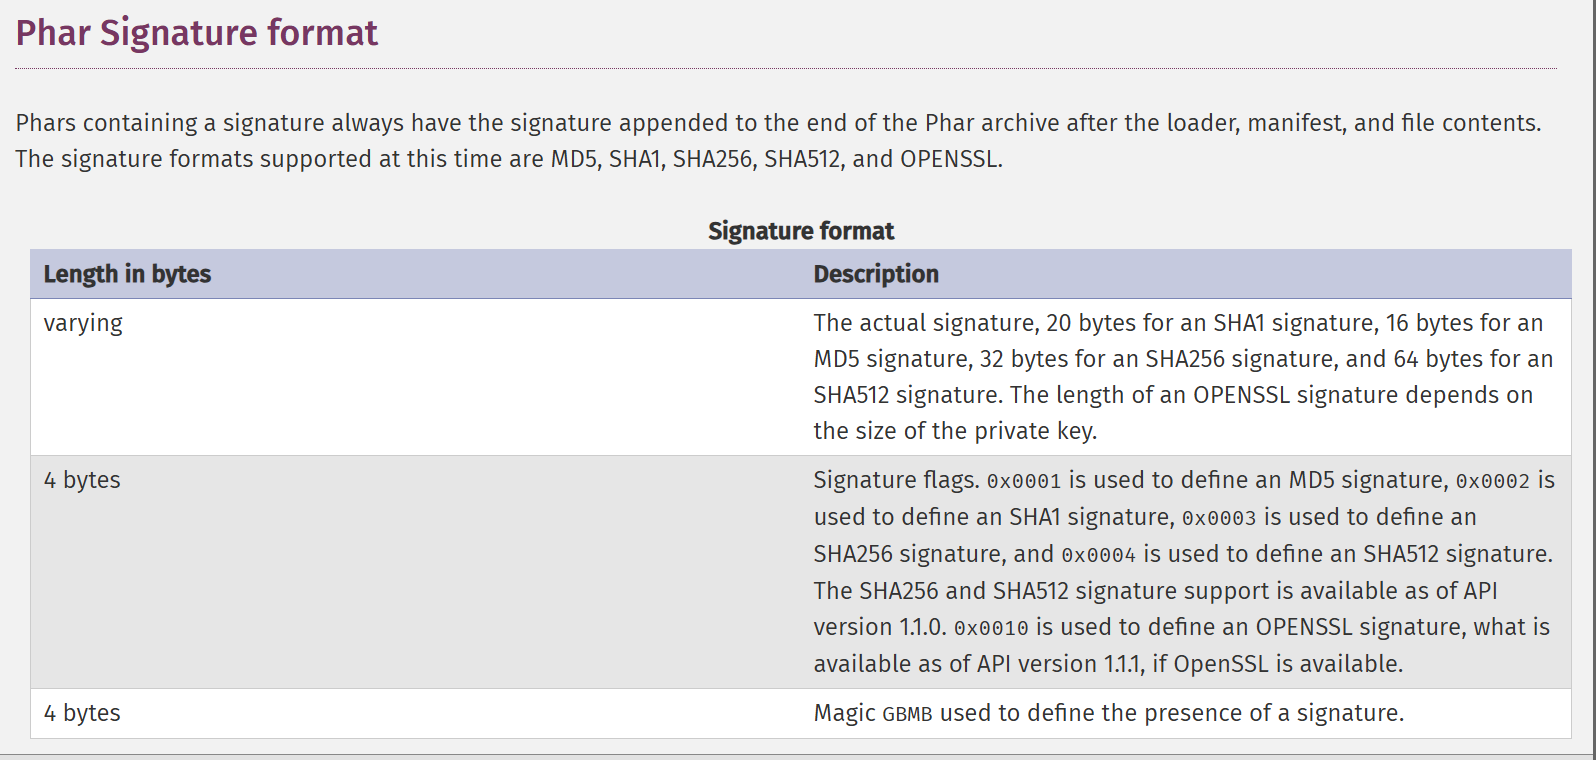 Phar Signature format
Phars containing a signature always have the signature appended to the end of the Phar archive after the loader, manifest, and file contents.
The signature formats supported at this time are MD5, SHA1, SHA256, SHA512, and OPENSSL.
Signature format
Length in bytes
Description
varying
The actual signature, 20 bytes for an SHA1 signature, 16 bytes for an
MD5 signature, 32 bytes for an SHA256 signature, and 64 bytes for an
SHA512 signature. The length of an OPENSSL signature depends on
the size of the private key.
4 bytes
Signature flags. 0x0001 is used to define an MD5 signature, 0x0002 is
used to define an SHA1 signature, 0x0003 is used to define an
SHA256 signature, and 0x0004 is used to define an SHA512 signature.
The SHA256 and SHA512 signature support is available as of API
version 1.1.0. 0x0010 is used to define an OPENSSL signature, what is
available as of API version 1.1.1, if OpenSSL is available.
4 bytes
Magic GBMB used to define the presence of a signature.